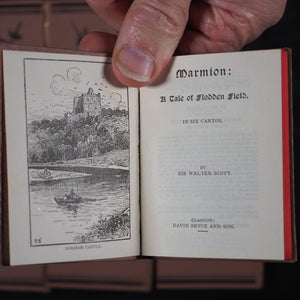 NORHAM CASTLE.
Marmion:
A Tale of Flodden Field.
IN SIX CANTOS.
BY
SIR WALTER SCOTT.
GLASGOW:
DAVID BRYCE AND SON.